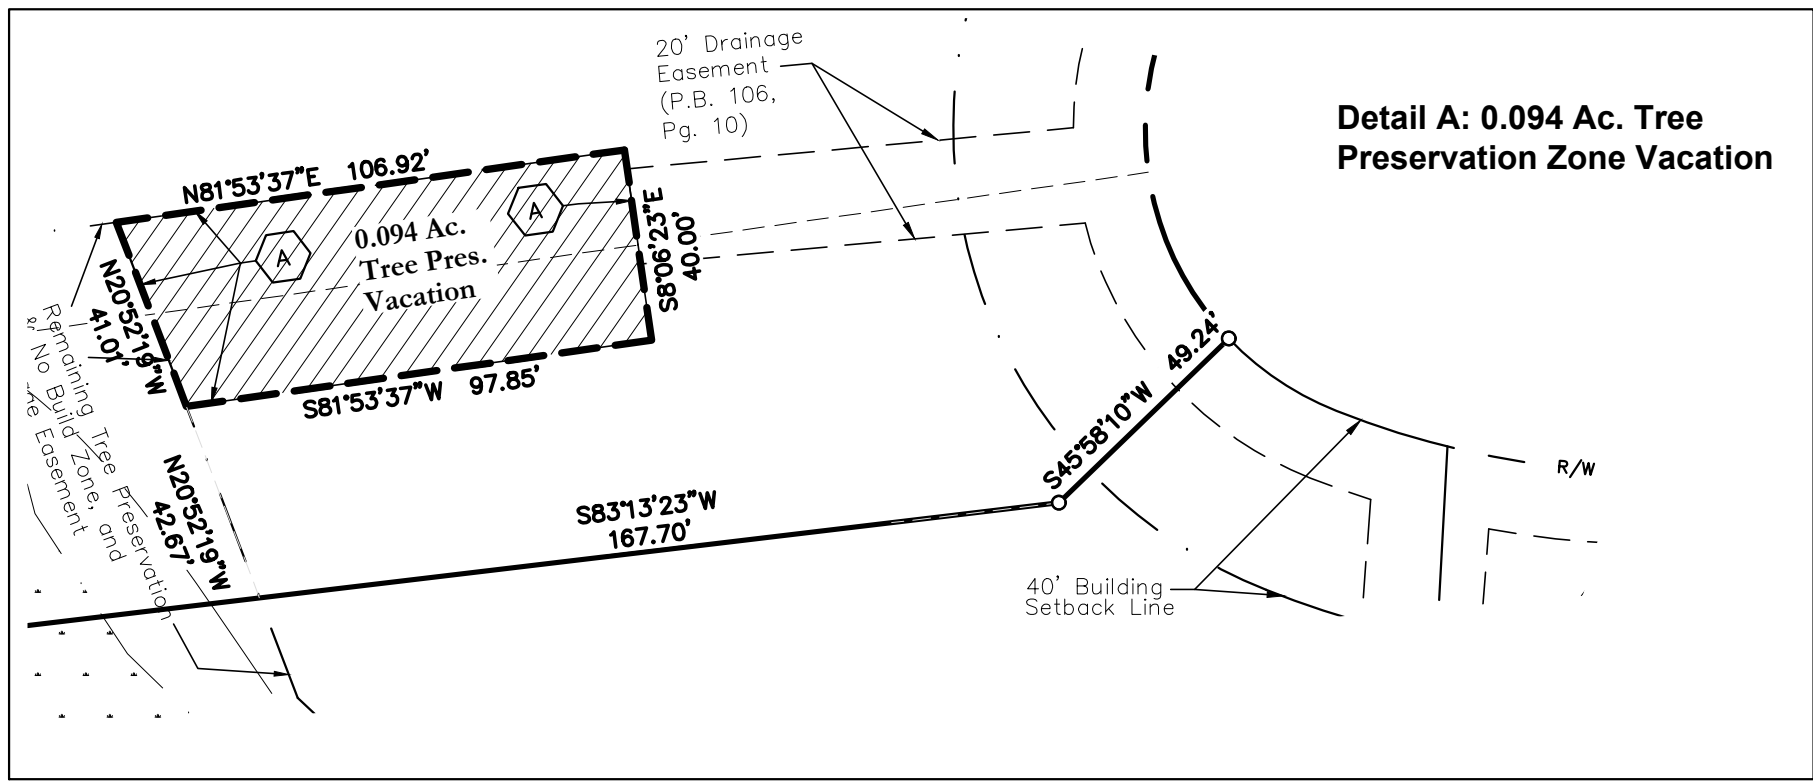 20' Drainage
Easement
(P.B. 106,
Pg. 10)
Detail A: 0.094 Ac. Tree
Preservation Zone Vacation
N81°53'37"E 106.92'
A
A
0.094 Ac.
Tree Pres.
Vacation
S8°06'23"E
40.00'
N20°52'19"W
41.01'
S81°53'37"W 97.85'
Remaining Tree Preservation
No Build Zone, and
Easement
N20°52'19"W
42.67'
S83°13'23"W
167.70'
S45°58'10"W 49.24'
R/W
40' Building
Setback Line